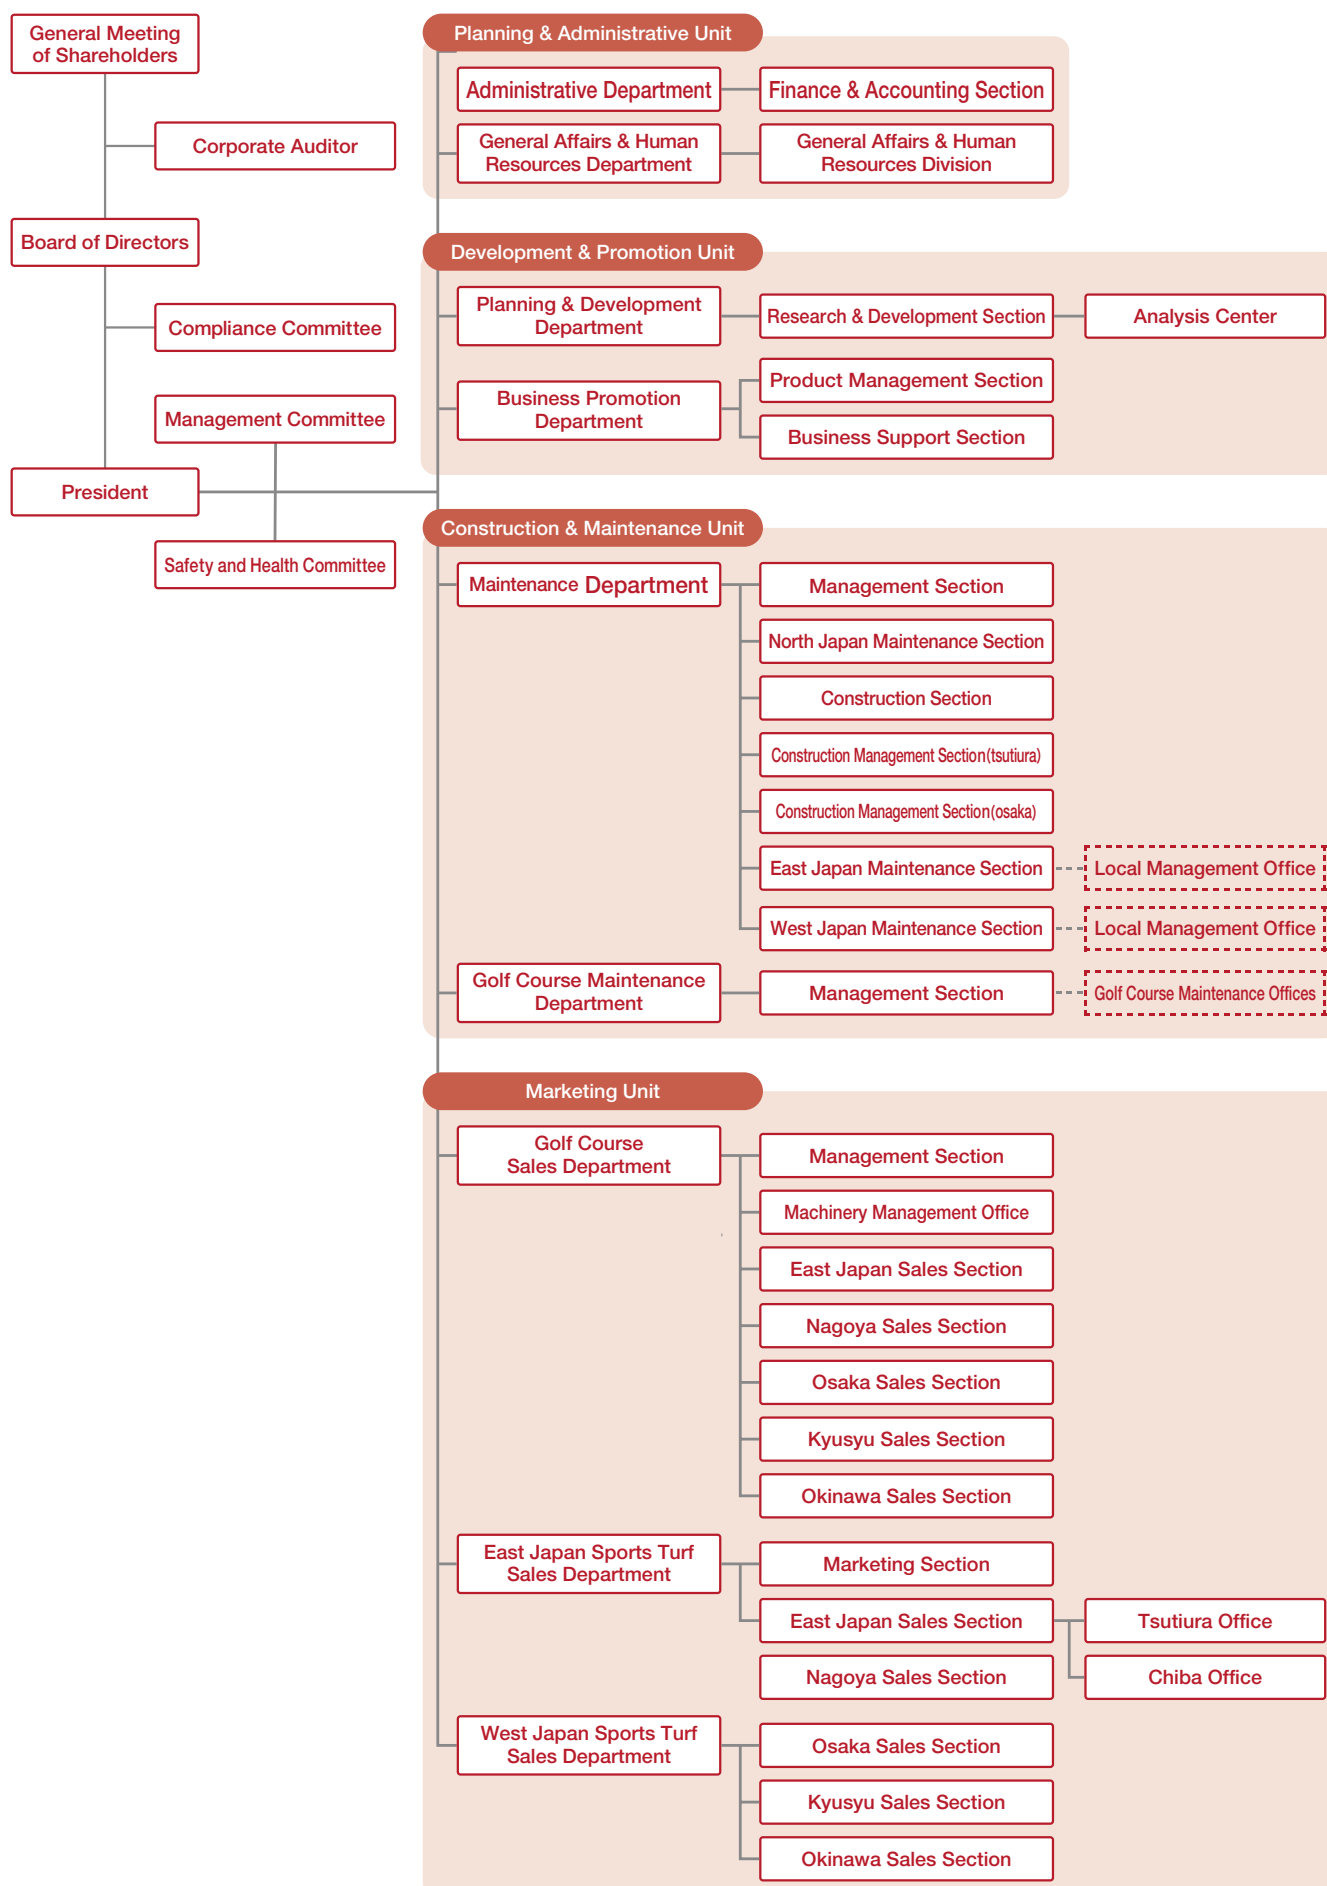 General Meeting
of Shareholders
Corporate Auditor
Board of Directors
Compliance Committee
Management Committee
President
Safety and Health Committee
Planning & Administrative Unit
Administrative Department
Finance & Accounting Section
General Affairs & Human
Resources Department
General Affairs & Human
Resources Division
Development & Promotion Unit
Planning & Development
Department
Research & Development Section
Analysis Center
Business Promotion
Department
Product Management Section
Business Support Section
Construction & Maintenance Unit
Maintenance Department
Management Section
North Japan Maintenance Section
Construction Section
Construction Management Section(tsutiura)
Construction Management Section(osaka)
East Japan Maintenance Section
Local Management Office
West Japan Maintenance Section
Local Management Office
Golf Course Maintenance
Department
Management Section
Golf Course Maintenance Offices
Marketing Unit
Golf Course
Sales Department
Management Section
Machinery Management Office
East Japan Sales Section
Nagoya Sales Section
Osaka Sales Section
Kyusyu Sales Section
Okinawa Sales Section
East Japan Sports Turf
Sales Department
Marketing Section
East Japan Sales Section
Tsutiura Office
Chiba Office
Nagoya Sales Section
West Japan Sports Turf
Sales Department
Osaka Sales Section
Kyusyu Sales Section
Okinawa Sales Section